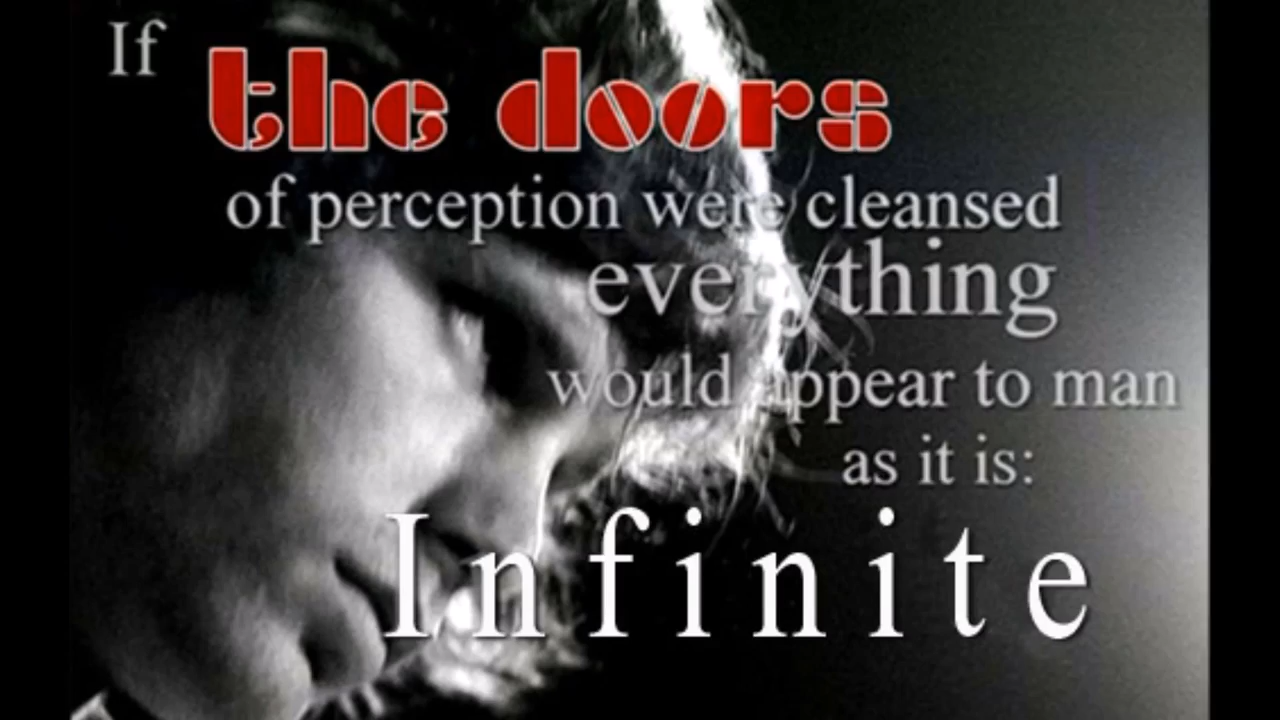 If
the doors
of perception were cleansed
everything
would appear to man
as it is:
Infinite